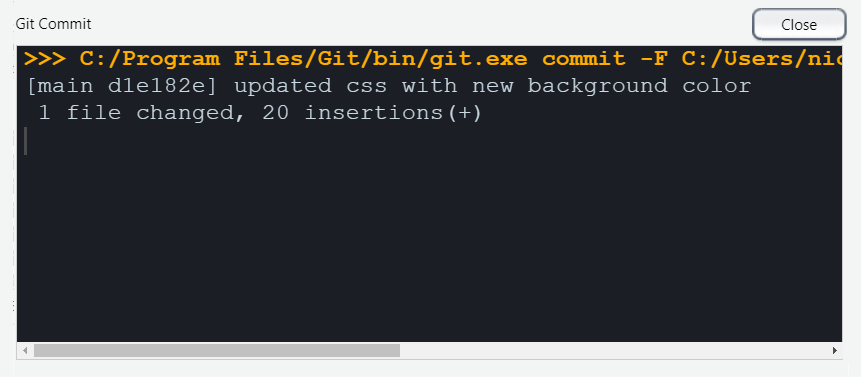 Git Commit
Close
>>> C:/Program Files/Git/bin/git.exe commit -F C:/Users/nic
[main d1e182e] updated css with new background color
1 file changed, 20 insertions(+)